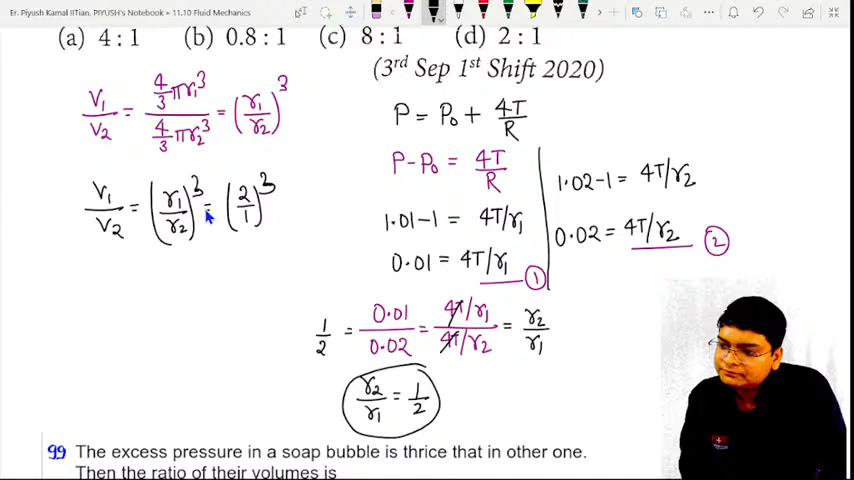 Er. Piyush Kamal IITian. PIYUSH's Notebook » 11.10 Fluid Mechanics
(a) 4 : 1 (b) 0.8 : 1 (c) 8 : 1 (d) 2 : 1
(3rd Sep 1st Shift 2020)
V₁/V₂ = (4/3 πr₁³)/(4/3 πr₂³) = (r₁/r₂)³
V₁/V₂ = (r₁/r₂)³ = (2/1)³
P = P₀ + 4T/R
P - P₀ = 4T/R
1.01 - 1 = 4T/r₁
0.01 = 4T/r₁ ①
1.02 - 1 = 4T/r₂
0.02 = 4T/r₂ ②
1/2 = 0.01/0.02 = (4T/r₁)/(4T/r₂) = r₂/r₁
r₂/r₁ = 1/2
99 The excess pressure in a soap bubble is thrice that in other one.
Then the ratio of their volumes is